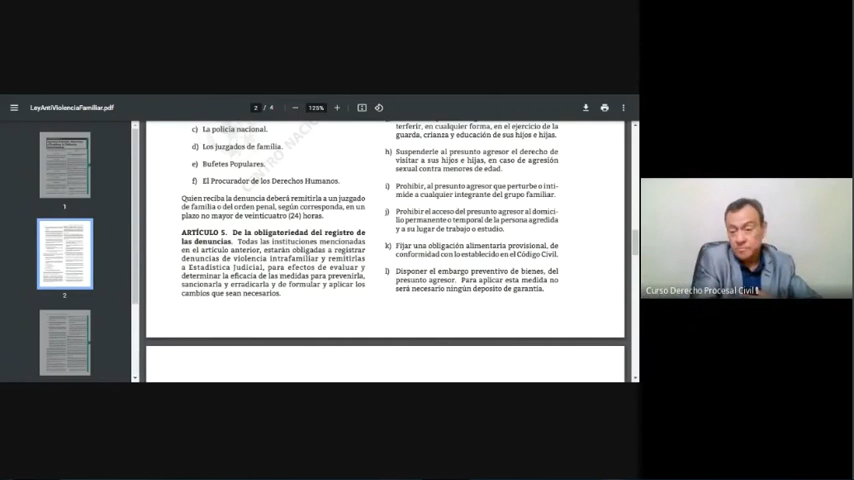 LeyAntiViolenciaFamiliar.pdf
2 / 4
125%
1
2
c) La policía nacional.
d) Los juzgados de familia.
e) Bufetes Populares.
f) El Procurador de los Derechos Humanos.
Quien reciba la denuncia deberá remitirla a un juzgado
de familia o del orden penal, según corresponda, en un
plazo no mayor de veinticuatro (24) horas.
ARTÍCULO 5. De la obligatoriedad del registro de
las denuncias. Todas las instituciones mencionadas
en el artículo anterior, estarán obligadas a registrar
denuncias de violencia intrafamiliar y remitirlas
a Estadística Judicial, para efectos de evaluar y
determinar la eficacia de las medidas para prevenirla,
sancionarla y erradicarla y de formular y aplicar los
cambios que sean necesarios.
CENTRO NACIO
terferir, en cualquier forma, en el ejercicio de la
guarda, crianza y educación de sus hijos e hijas.
h) Suspenderle al presunto agresor el derecho de
visitar a sus hijos e hijas, en caso de agresión
sexual contra menores de edad.
i) Prohibir, al presunto agresor que perturbe o inti-
mide a cualquier integrante del grupo familiar.
j) Prohibir el acceso del presunto agresor al domici-
lio permanente o temporal de la persona agredida
y a su lugar de trabajo o estudio.
k) Fijar una obligación alimentaria provisional, de
conformidad con lo establecido en el Código Civil.
l) Disponer el embargo preventivo de bienes, del
presunto agresor. Para aplicar esta medida no
será necesario ningún deposito de garantía.
Curso Derecho Procesal Civil 1